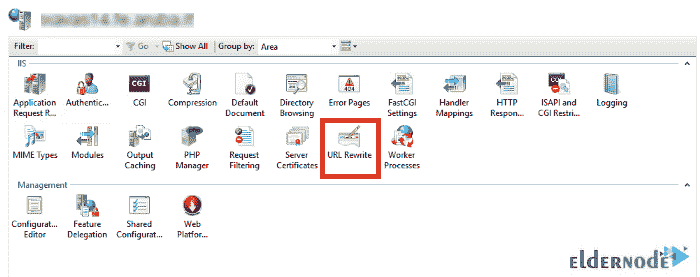 Filter:
Go
Show All
Group by:
Area
IIS
Application
Request R...
Authentic...
CGI
CGI
Compression
Default
Document
Directory
Browsing
404
Error Pages
FastCGI
Settings
Handler
Mappings
HTTP
Respon...
ISAPI and
CGI Restri...
Logging
MIME Types
Modules
Output
Caching
PHP
Manager
Request
Filtering
Server
Certificates
URL Rewrite
Worker
Processes
Management
Configurat...
Editor
Feature
Delegation
Shared
Configurat...
Web
Platfor...
ELDERNODE